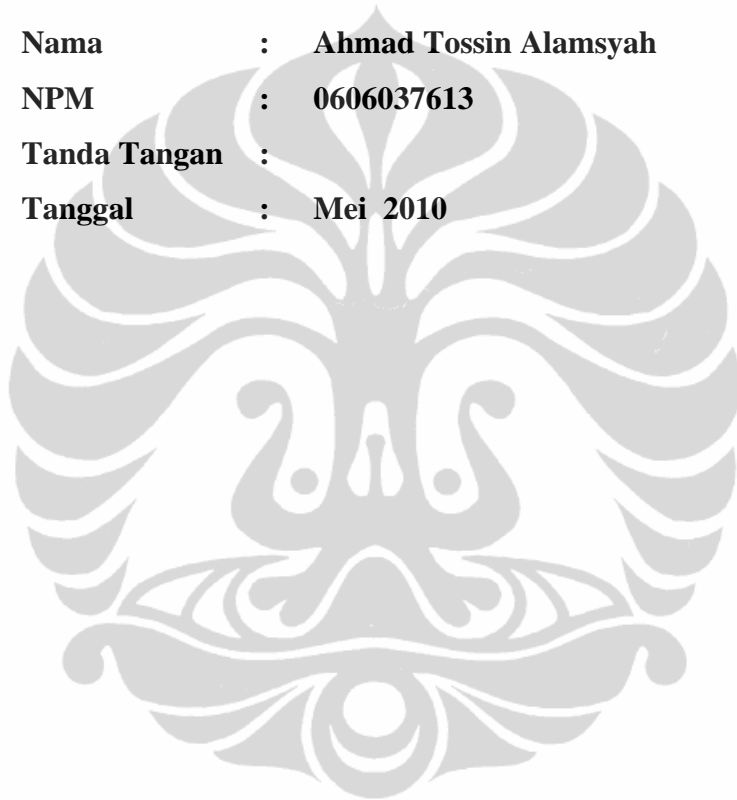 Nama : Ahmad Tossin Alamsyah
NPM : 0606037613
Tanda Tangan :
Tanggal : Mei 2010